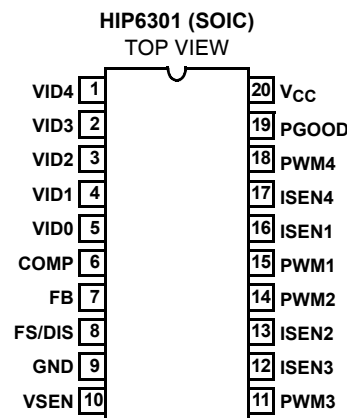 HIP6301 (SOIC)
TOP VIEW
VID4 1
VID3 2
VID2 3
VID1 4
VID0 5
COMP 6
FB 7
FS/DIS 8
GND 9
VSEN 10
20 VCC
19 PGOOD
18 PWM4
17 ISEN4
16 ISEN1
15 PWM1
14 PWM2
13 ISEN2
12 ISEN3
11 PWM3